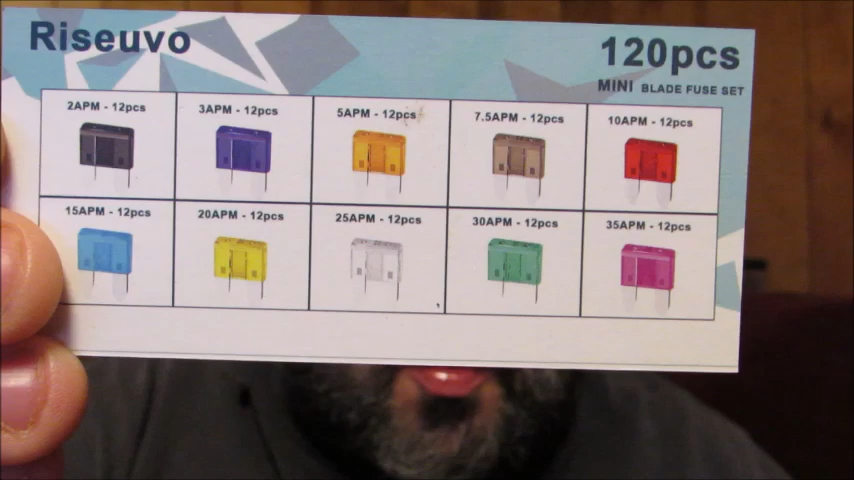 Riseuvo
120pcs
MINI BLADE FUSE SET
2APM - 12pcs
3APM - 12pcs
5APM - 12pcs
7.5APM - 12pcs
10APM - 12pcs
15APM - 12pcs
20APM - 12pcs
25APM - 12pcs
30APM - 12pcs
35APM - 12pcs